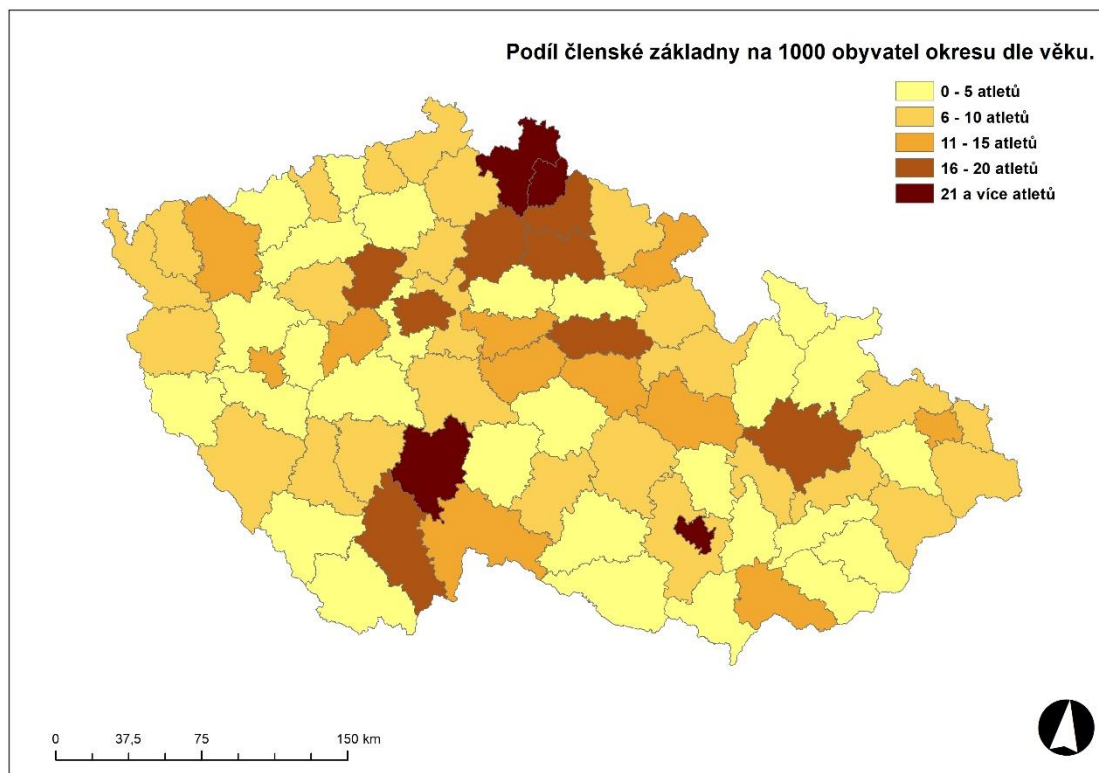 Podíl členské základny na 1000 obyvatel okresu dle věku.
0 - 5 atletů
6 - 10 atletů
11 - 15 atletů
16 - 20 atletů
21 a více atletů
0 37,5 75 150 km